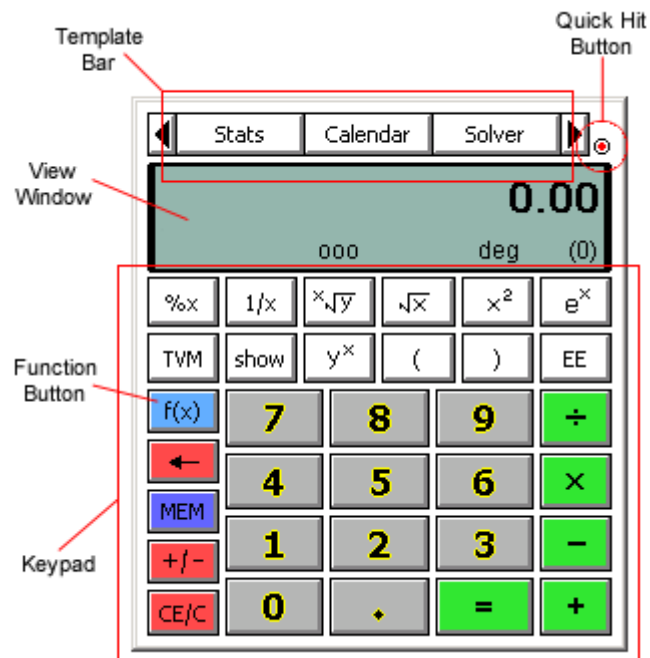 Quick Hit
Button
Template
Bar
Stats Calendar Solver
View
Window
0.00
ooo deg (0)
%x 1/x x√y √x x² eˣ
TVM show yˣ ( ) EE
Function
Button
f(x) 7 8 9 ÷
← 4 5 6 ×
MEM
1 2 3 −
Keypad
+/-
CE/C 0 . = +